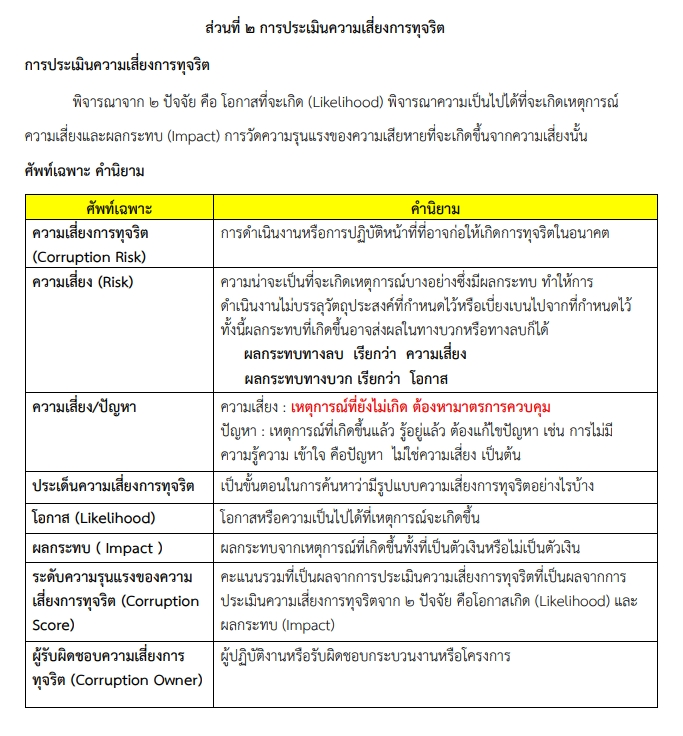 ส่วนที่ ๒ การประเมินความเสี่ยงการทุจริต
การประเมินความเสี่ยงการทุจริต
พิจารณาจาก ๒ ปัจจัย คือ โอกาสที่จะเกิด (Likelihood) พิจารณาความเป็นไปได้ที่จะเกิดเหตุการณ์
ความเสี่ยงและผลกระทบ (Impact) การวัดความรุนแรงของความเสียหายที่จะเกิดขึ้นจากความเสี่ยงนั้น
ศัพท์เฉพาะ คำนิยาม
ศัพท์เฉพาะ
คำนิยาม
ความเสี่ยงการทุจริต
(Corruption Risk)
การดำเนินงานหรือการปฏิบัติหน้าที่ที่อาจก่อให้เกิดการทุจริตในอนาคต
ความเสี่ยง (Risk)
ความน่าจะเป็นที่จะเกิดเหตุการณ์บางอย่างซึ่งมีผลกระทบ ทำให้การ
ดำเนินงานไม่บรรลุวัตถุประสงค์ที่กำหนดไว้หรือเบี่ยงเบนไปจากที่กำหนดไว้
ทั้งนี้ผลกระทบที่เกิดขึ้นอาจส่งผลในทางบวกหรือทางลบก็ได้
ผลกระทบทางลบ เรียกว่า ความเสี่ยง
ผลกระทบทางบวก เรียกว่า โอกาส
ความเสี่ยง/ปัญหา
ความเสี่ยง : เหตุการณ์ที่ยังไม่เกิด ต้องหามาตรการควบคุม
ปัญหา : เหตุการณ์ที่เกิดขึ้นแล้ว รู้อยู่แล้ว ต้องแก้ไขปัญหา เช่น การไม่มี
ความรู้ความ เข้าใจ คือปัญหา ไม่ใช่ความเสี่ยง เป็นต้น
ประเด็นความเสี่ยงการทุจริต
เป็นขั้นตอนในการค้นหาว่ามีรูปแบบความเสี่ยงการทุจริตอย่างไรบ้าง
โอกาส (Likelihood)
โอกาสหรือความเป็นไปได้ที่เหตุการณ์จะเกิดขึ้น
ผลกระทบ ( Impact )
ผลกระทบจากเหตุการณ์ที่เกิดขึ้นทั้งที่เป็นตัวเงินหรือไม่เป็นตัวเงิน
ระดับความรุนแรงของความ
เสี่ยงการทุจริต (Corruption
Score)
คะแนนรวมที่เป็นผลจากการประเมินความเสี่ยงการทุจริตที่เป็นผลจากการ
ประเมินความเสี่ยงการทุจริตจาก ๒ ปัจจัย คือโอกาสเกิด (Likelihood) และ
ผลกระทบ (Impact)
ผู้รับผิดชอบความเสี่ยงการ
ทุจริต (Corruption Owner)
ผู้ปฏิบัติงานหรือรับผิดชอบกระบวนงานหรือโครงการ